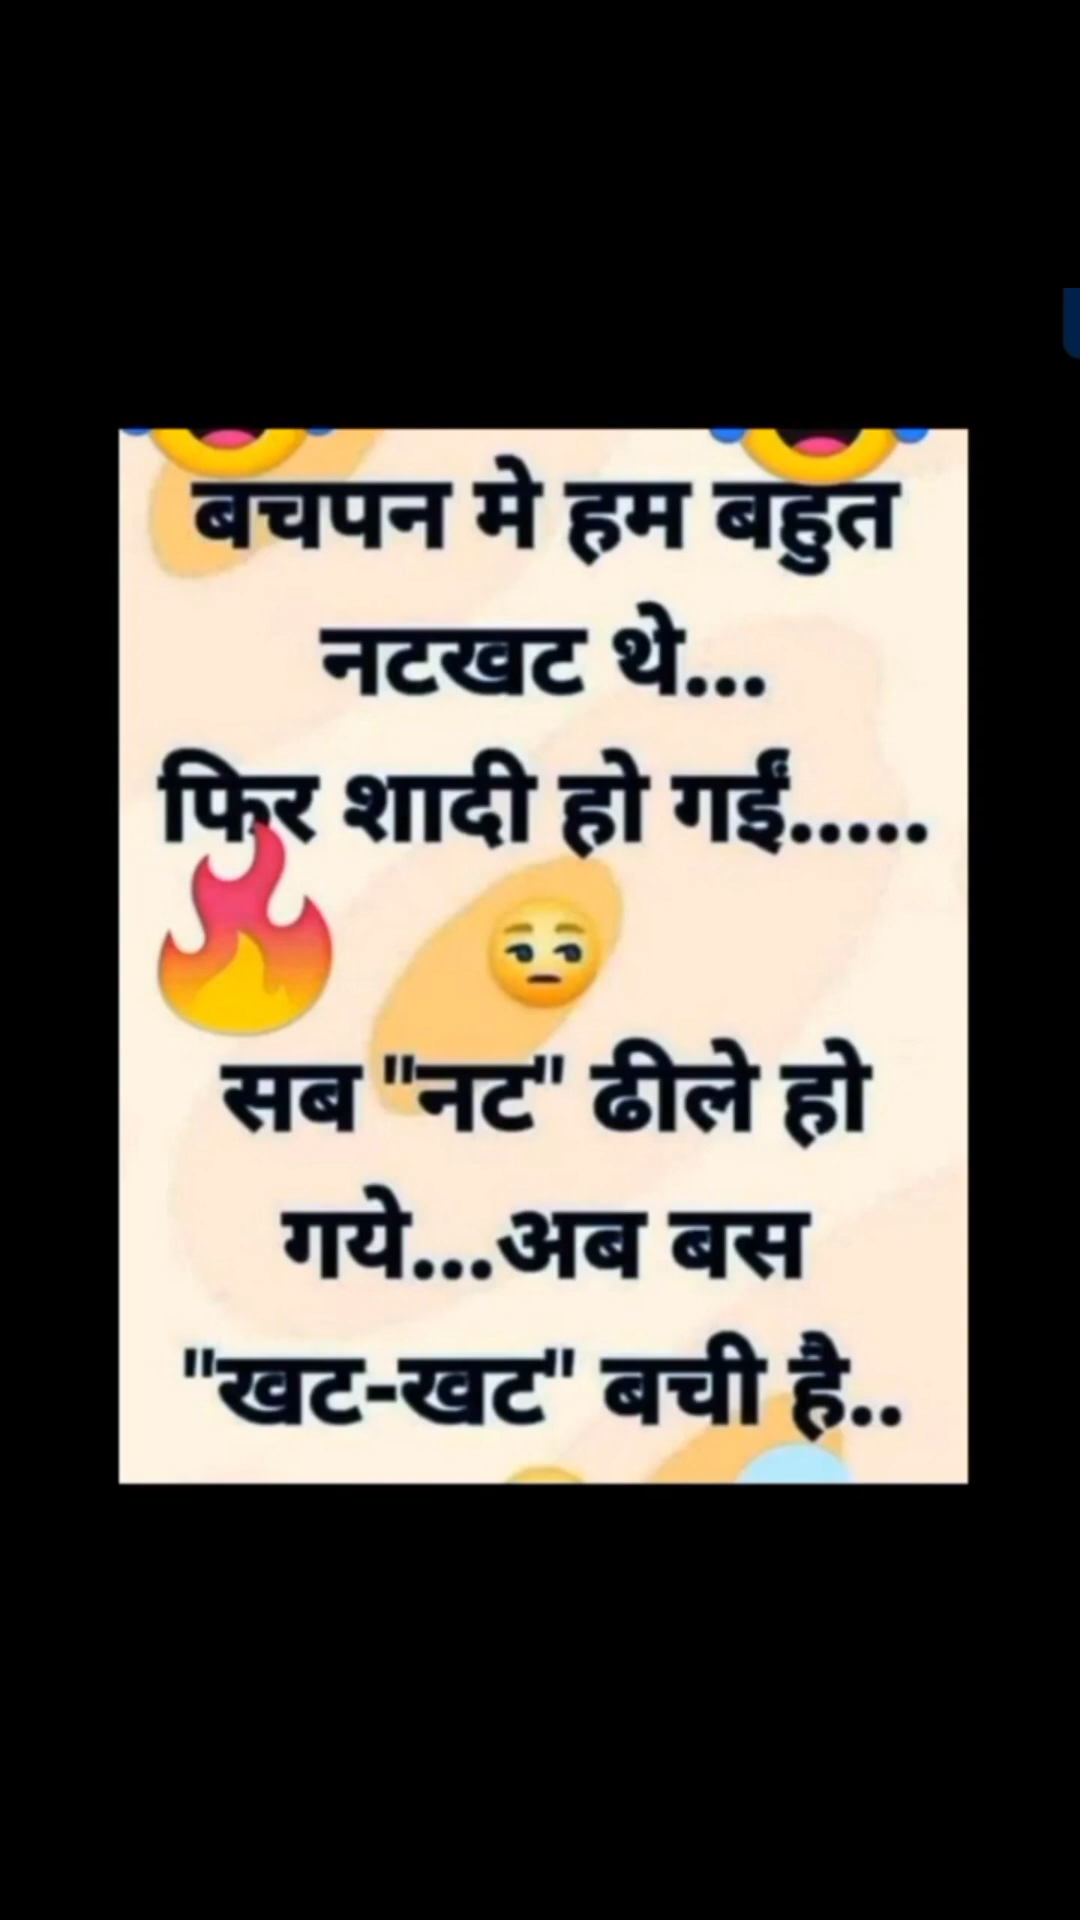 बचपन मे हम बहुत
नटखट थे...
फिर शादी हो गईं.....
सब "नट" ढीले हो
गये...अब बस
"खट-खट" बची है..